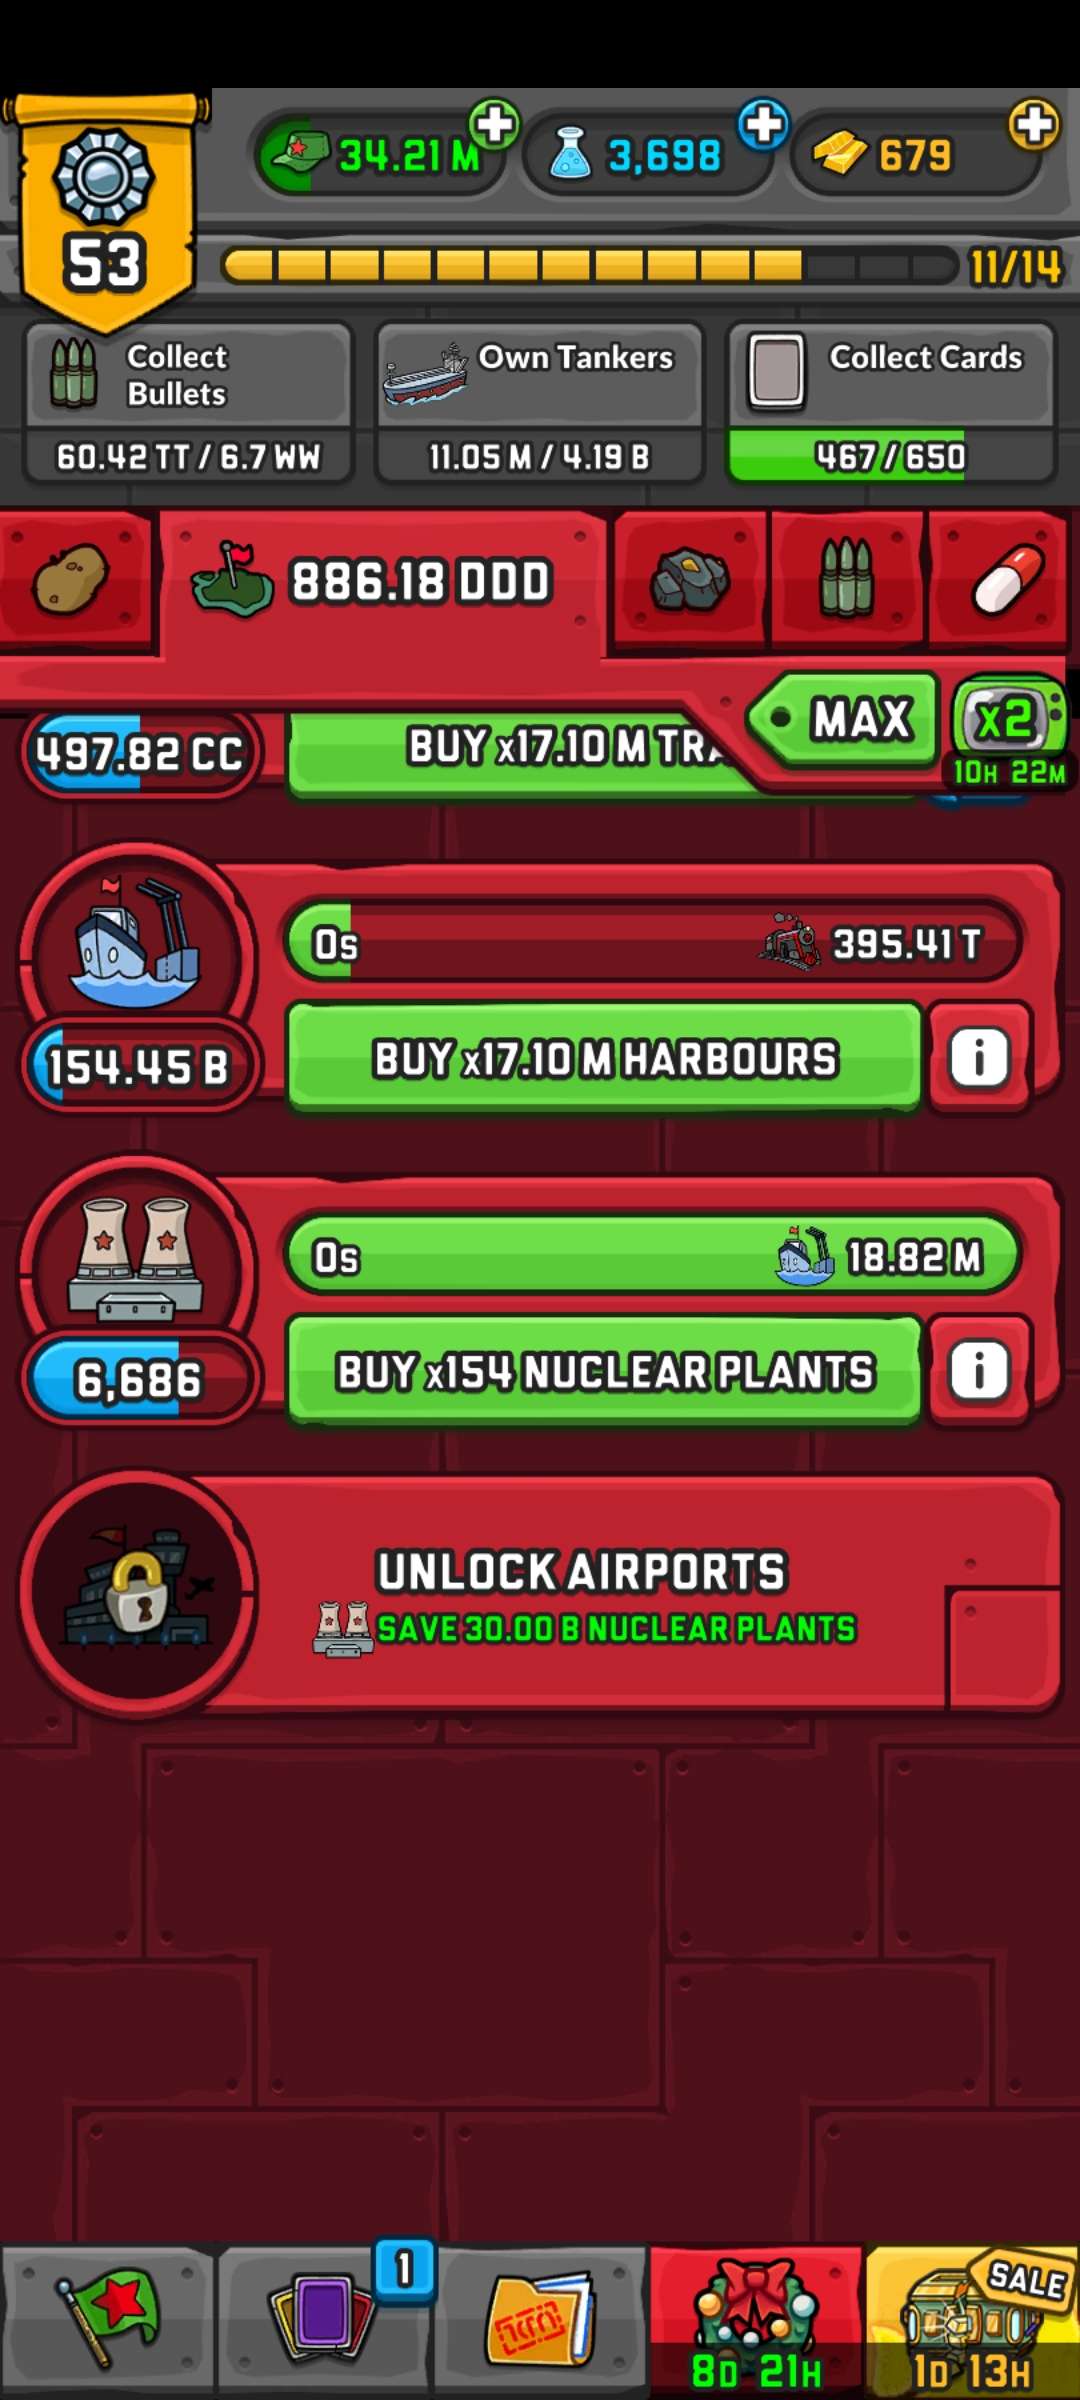 34.21 M
3,698
679
53
11/14
Collect
Bullets
60.42 TT / 6.7 WW
Own Tankers
11.05 M / 4.19 B
Collect Cards
467 / 650
886.18 DDD
MAX
x2
10H 22M
497.82 CC
BUY x17.10 M TRA
0s
395.41 T
154.45 B
BUY x17.10 M HARBOURS
i
0s
18.82 M
6,686
BUY x154 NUCLEAR PLANTS
i
UNLOCK AIRPORTS
SAVE 30.00 B NUCLEAR PLANTS
1
SALE
8D 21H
1D 13H